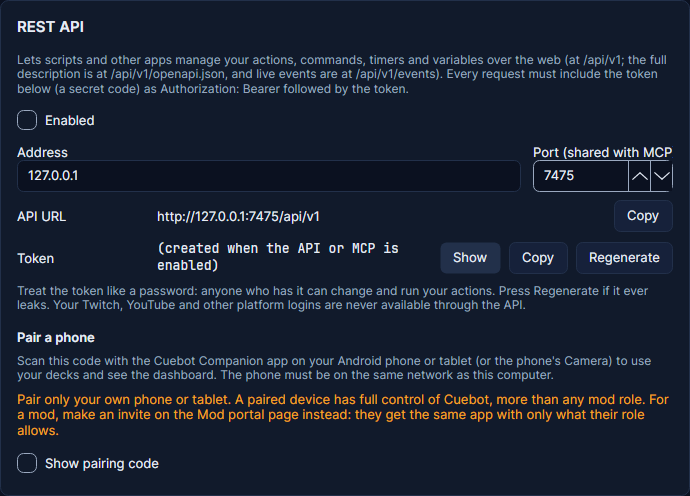 REST API
Lets scripts and other apps manage your actions, commands, timers and variables over the web (at /api/v1; the full
description is at /api/v1/openapi.json, and live events are at /api/v1/events). Every request must include the token
below (a secret code) as Authorization: Bearer followed by the token.
Enabled
Address
Port (shared with MCP
127.0.0.1
7475
API URL
http://127.0.0.1:7475/api/v1
Copy
Token
(created when the API or MCP is
enabled)
Show
Copy
Regenerate
Treat the token like a password: anyone who has it can change and run your actions. Press Regenerate if it ever
leaks. Your Twitch, YouTube and other platform logins are never available through the API.
Pair a phone
Scan this code with the Cuebot Companion app on your Android phone or tablet (or the phone's Camera) to use
your decks and see the dashboard. The phone must be on the same network as this computer.
Pair only your own phone or tablet. A paired device has full control of Cuebot, more than any mod role. For
a mod, make an invite on the Mod portal page instead: they get the same app with only what their role
allows.
Show pairing code